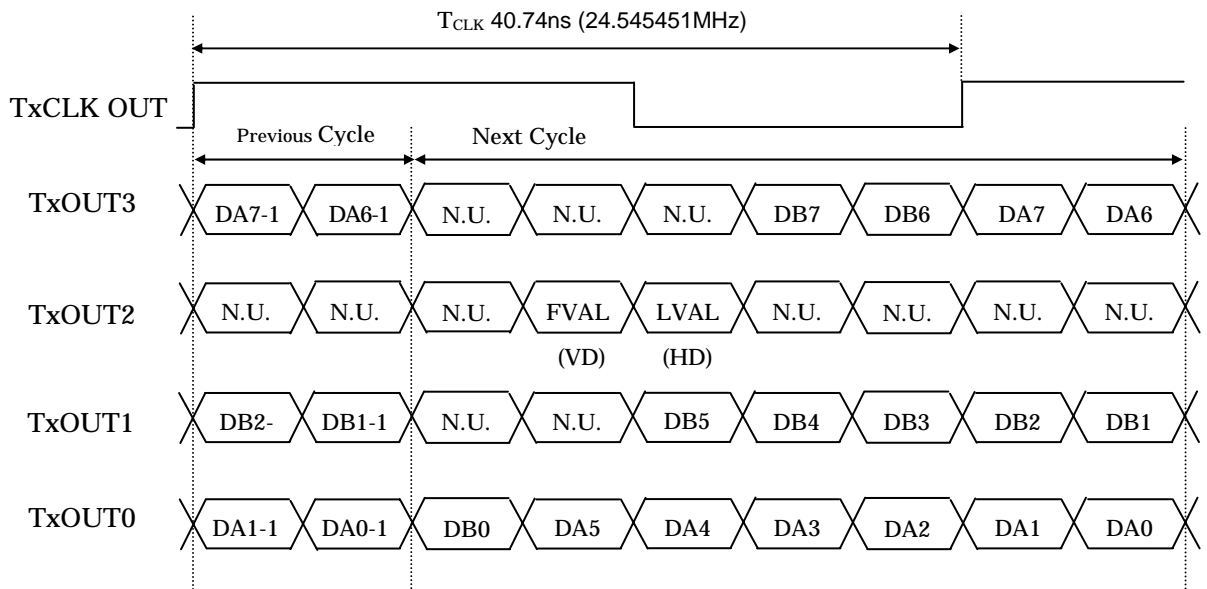 TCLK 40.74ns (24.545451MHz)
TxCLK OUT
Previous Cycle Next Cycle
TxOUT3 DA7-1 DA6-1 N.U. N.U. N.U. DB7 DB6 DA7 DA6
TxOUT2 N.U. N.U. N.U. FVAL LVAL N.U. N.U. N.U. N.U.
(VD) (HD)
TxOUT1 DB2- DB1-1 N.U. N.U. DB5 DB4 DB3 DB2 DB1
TxOUT0 DA1-1 DA0-1 DB0 DA5 DA4 DA3 DA2 DA1 DA0